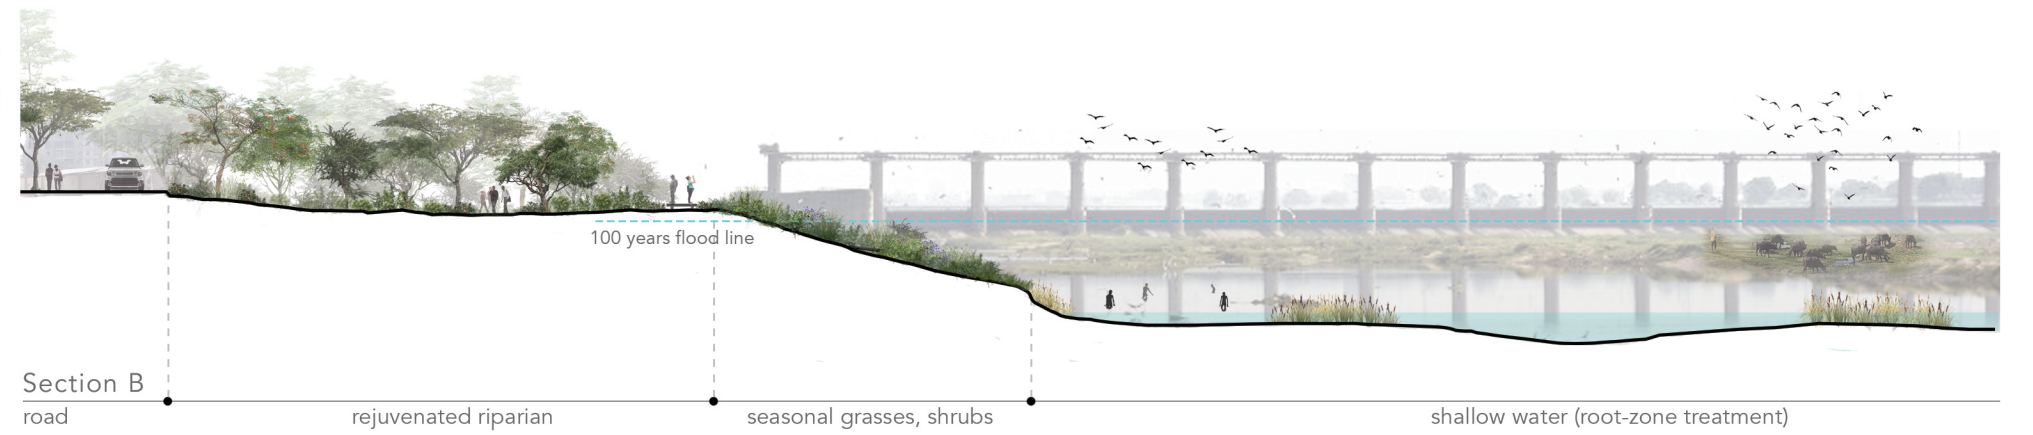 100 years flood line
Section B
road
rejuvenated riparian
seasonal grasses, shrubs
shallow water (root-zone treatment)